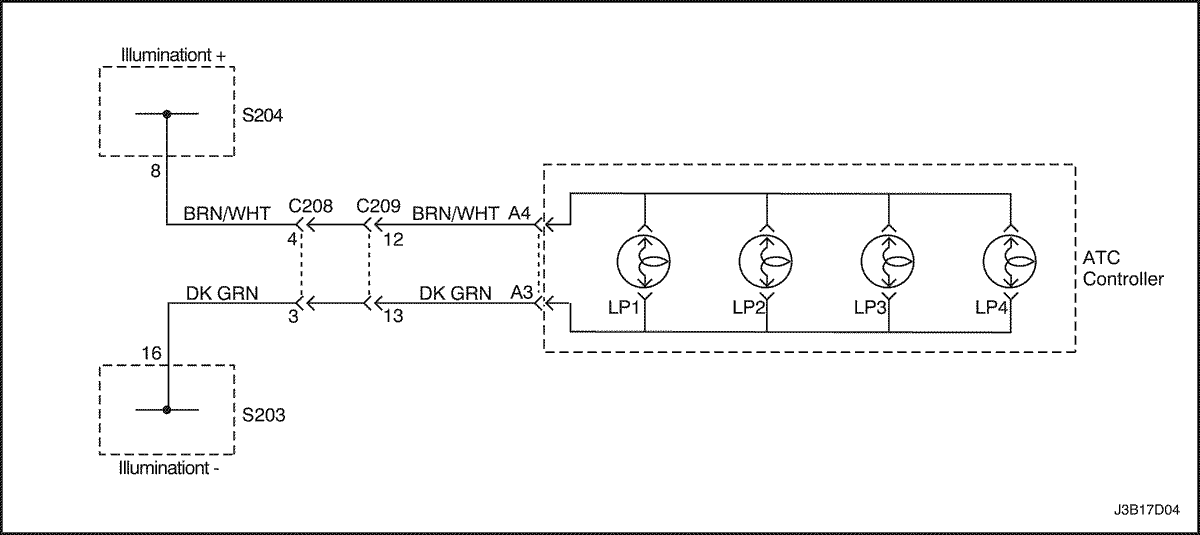 Illuminationt +
S204
8
BRN/WHT
C208
C209
BRN/WHT
A4
4
12
ATC
Controller
DK GRN
DK GRN
A3
LP1
LP2
LP3
LP4
3
13
16
S203
Illuminationt -
J3B17D04